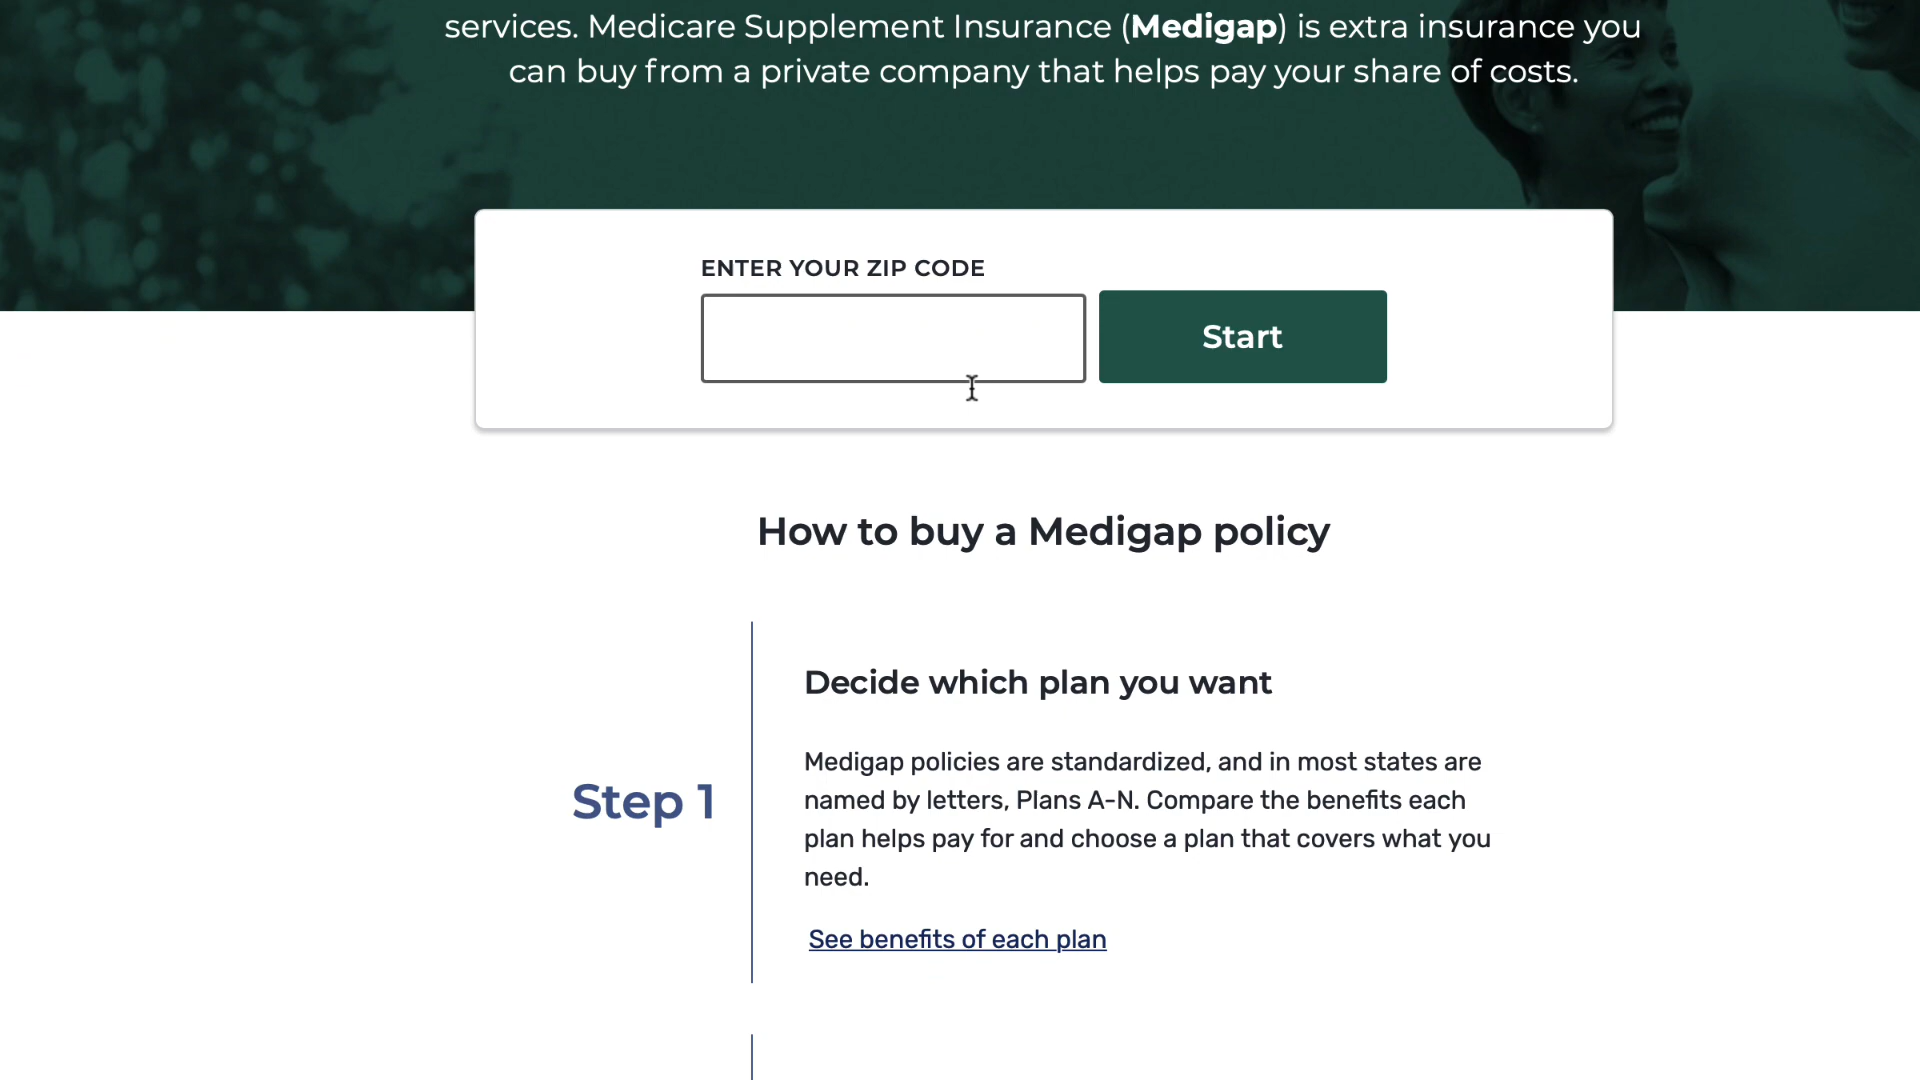 services. Medicare Supplement Insurance (Medigap) is extra insurance you
can buy from a private company that helps pay your share of costs.
ENTER YOUR ZIP CODE
Start
How to buy a Medigap policy
Step 1
Decide which plan you want
Medigap policies are standardized, and in most states are
named by letters, Plans A-N. Compare the benefits each
plan helps pay for and choose a plan that covers what you
need.
See benefits of each plan